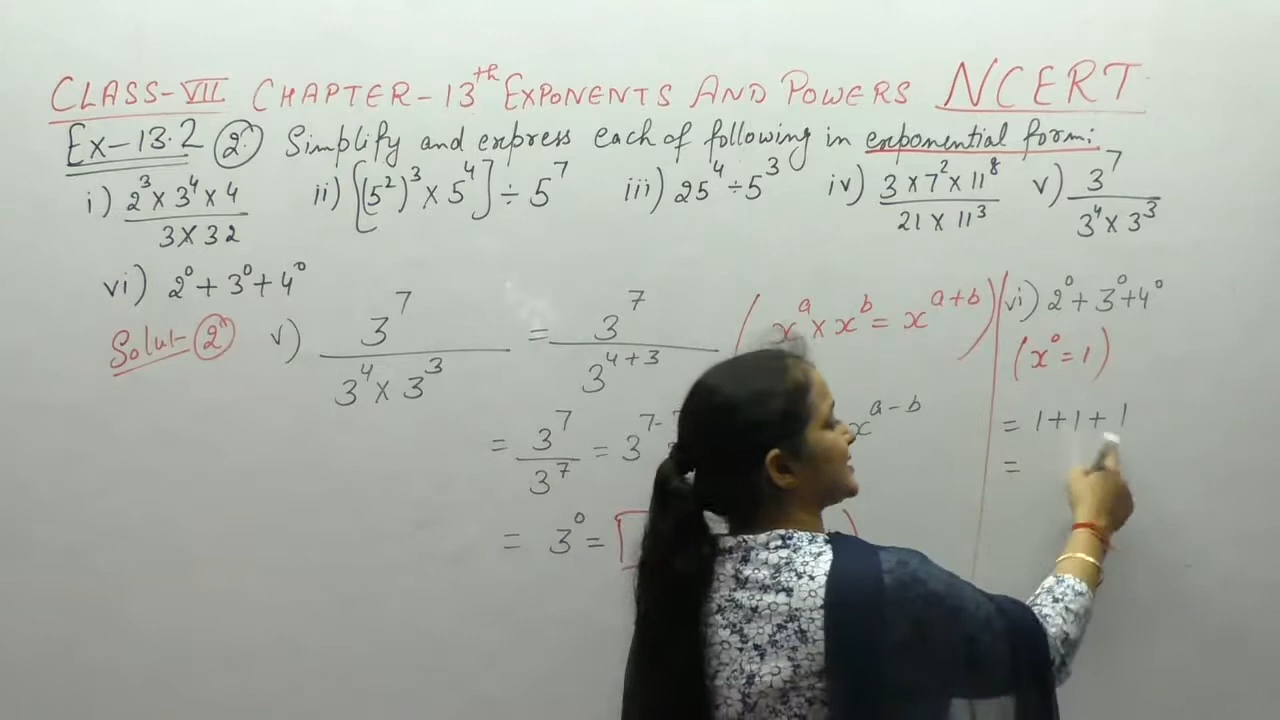 CLASS-VII CHAPTER-13th EXPONENTS AND POWERS NCERT
Ex-13.2 (2.) Simplify and express each of following in exponential form:
i) (2³ × 3⁴ × 4)/(3 × 32) ii) [(5²)³ × 5⁴] ÷ 5⁷ iii) 25⁴ ÷ 5³ iv) (3 × 7² × 11⁸)/(21 × 11³) v) 3⁷/(3⁴ × 3³)
vi) 2⁰ + 3⁰ + 4⁰
Solut- (2.) v) 3⁷/(3⁴ × 3³) = 3⁷/3⁴⁺³ (xᵃ × xᵇ = xᵃ⁺ᵇ)
= 3⁷/3⁷ = 3⁷⁻ xᵃ⁻ᵇ
= 3⁰ =
vi) 2⁰ + 3⁰ + 4⁰
(x⁰ = 1)
= 1 + 1 + 1
=